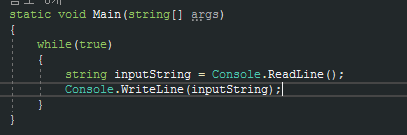 static void Main(string[] args)
{
while(true)
{
string inputString = Console.ReadLine();
Console.WriteLine(inputString);
}
}